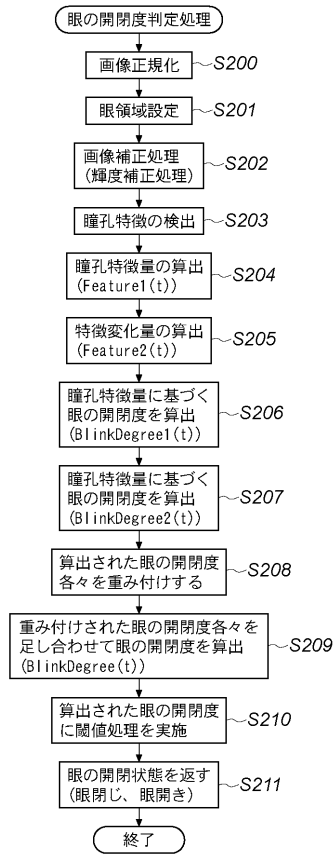 眼の開閉度判定処理
画像正規化
S200
眼領域設定
S201
画像補正処理
(輝度補正処理)
S202
瞳孔特徴の検出
S203
瞳孔特徴量の算出
(Feature1(t))
S204
特徴変化量の算出
(Feature2(t))
S205
瞳孔特徴量に基づく
眼の開閉度を算出
(BlinkDegree1(t))
S206
瞳孔特徴量に基づく
眼の開閉度を算出
(BlinkDegree2(t))
S207
算出された眼の開閉度
各々を重み付けする
S208
重み付けされた眼の開閉度各々を
足し合わせて眼の開閉度を算出
(BlinkDegree(t))
S209
算出された眼の開閉度
に閾値処理を実施
S210
眼の開閉状態を返す
(眼閉じ、眼開き)
S211
終了